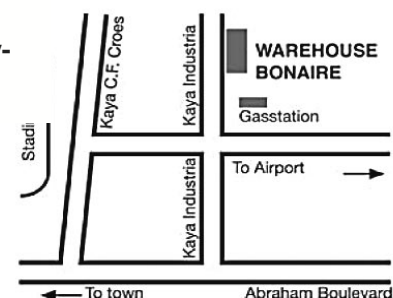 Kaya C.F. Croes
Kaya Industria
WAREHOUSE
BONAIRE
Gasstation
Stadi
Kaya Industria
To Airport
To town
Abraham Boulevard